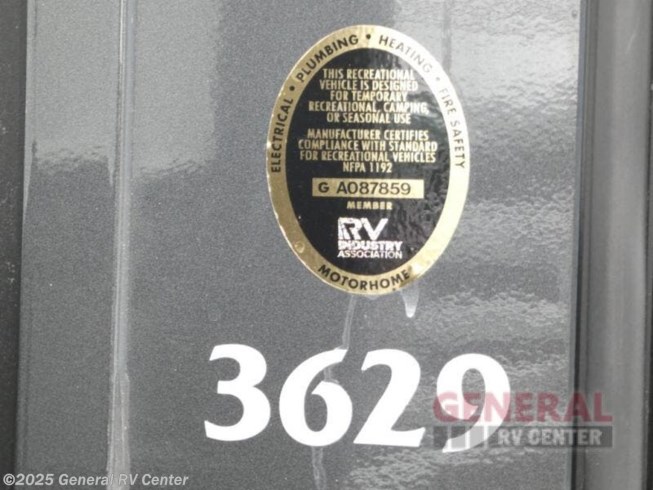 ELECTRICAL • PLUMBING • HEATING • FIRE SAFETY
THIS RECREATIONAL
VEHICLE IS DESIGNED
FOR TEMPORARY
RECREATIONAL, CAMPING,
OR SEASONAL USE
MANUFACTURER CERTIFIES
COMPLIANCE WITH STANDARD
FOR RECREATIONAL VEHICLES
NFPA 1192
G A087859
MEMBER
RV
INDUSTRY
ASSOCIATION
MOTORHOME
3629
GENERAL
RV CENTER
©2025 General RV Center